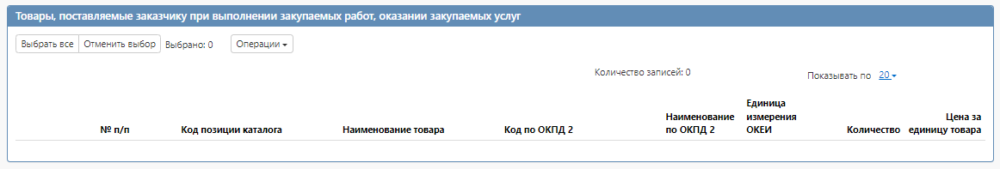 Товары, поставляемые заказчику при выполнении закупаемых работ, оказании закупаемых услуг
Выбрать все Отменить выбор Выбрано: 0 Операции
Количество записей: 0 Показывать по 20
№ п/п Код позиции каталога Наименование товара Код по ОКПД 2 Наименование по ОКПД 2 Единица измерения ОКЕИ Количество Цена за единицу товара